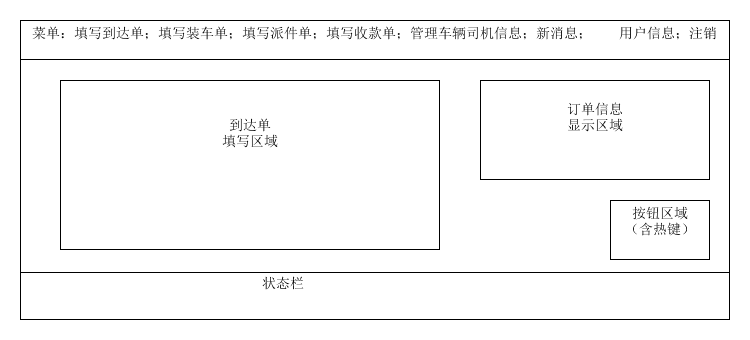 菜单：填写到达单；填写装车单；填写派件单；填写收款单；管理车辆司机信息；新消息； 用户信息；注销
到达单
填写区域
订单信息
显示区域
按钮区域
（含热键）
状态栏